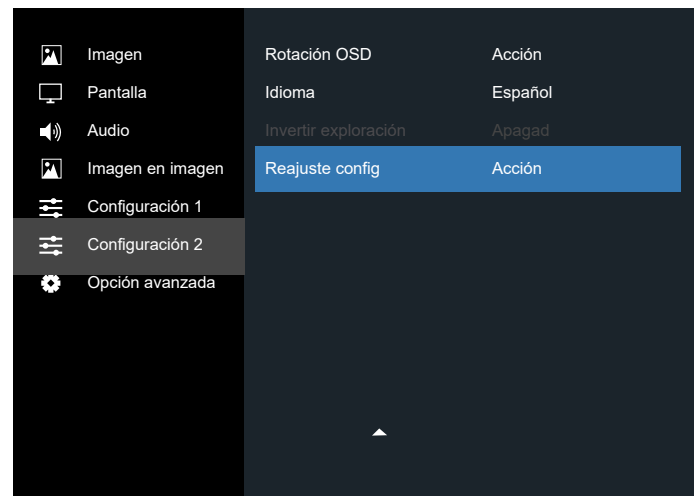 Imagen
Pantalla
Audio
Imagen en imagen
Configuración 1
Configuración 2
Opción avanzada
Rotación OSD Acción
Idioma Español
Invertir exploración Apagad
Reajuste config Acción